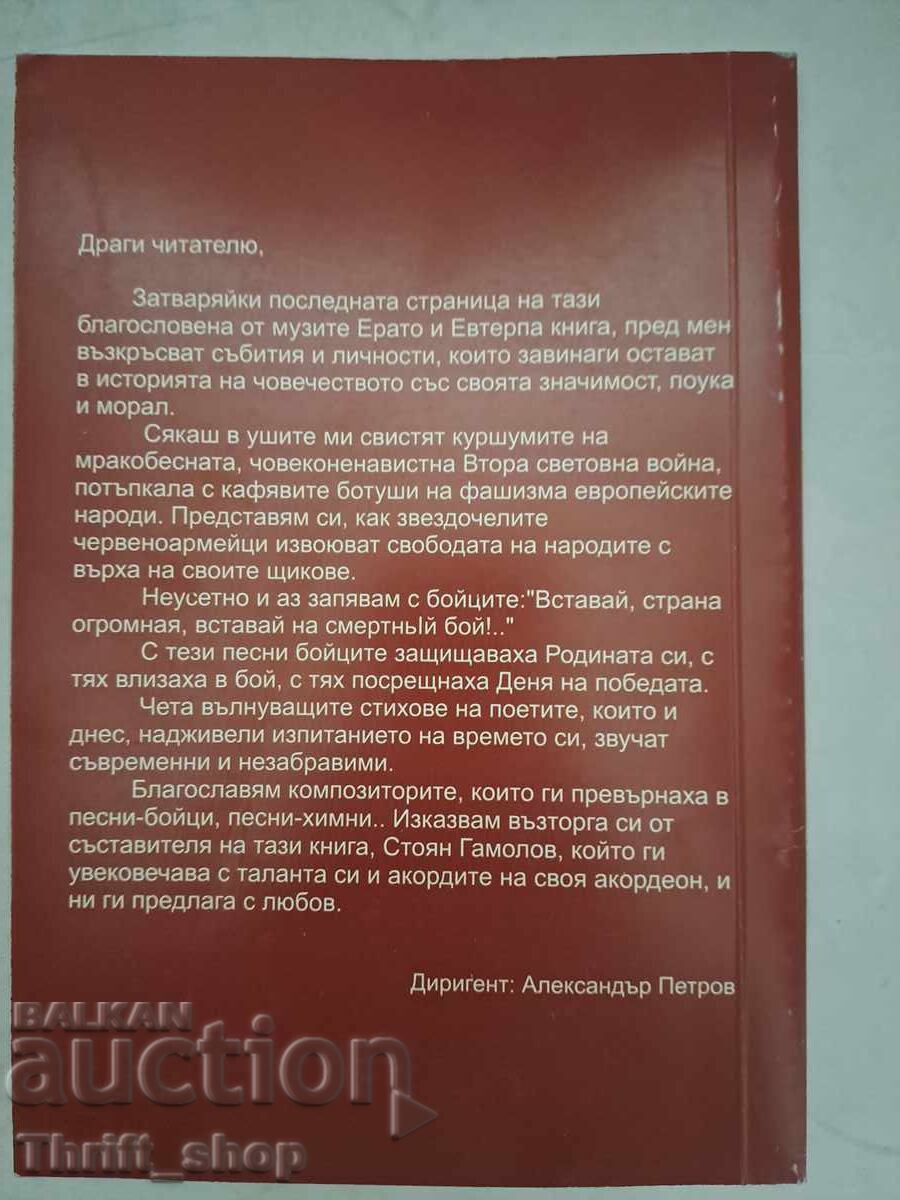 Драги читателю,
Затваряйки последната страница на тази
благословена от музите Ерато и Евтерпа книга, пред мен
възкръсват събития и личности, които завинаги остават
в историята на човечеството със своята значимост, поука
и морал.
Сякаш в ушите ми свистят куршумите на
мракобесната, човеконенавистна Втора световна война,
потъпкала с кафявите ботуши на фашизма европейските
народи. Представям си, как звездочелите
червеноармейци извоюват свободата на народите с
върха на своите щикове.
Неусетно и аз запявам с бойците:"Вставай, страна
огромная, вставай на смертный бой!.."
С тези песни бойците защищаваха Родината си, с
тях влизаха в бой, с тях посрещнаха Деня на победата.
Чета вълнуващите стихове на поетите, които и
днес, надживели изпитанието на времето си, звучат
съвременни и незабравими.
Благославям композиторите, които ги превърнаха в
песни-бойци, песни-химни.. Изказвам възторга си от
съставителя на тази книга, Стоян Гамолов, който ги
увековечава с таланта си и акордите на своя акордеон, и
ни ги предлага с любов.
Диригент: Александър Петров
BALKAN
auction
Thrift_shop